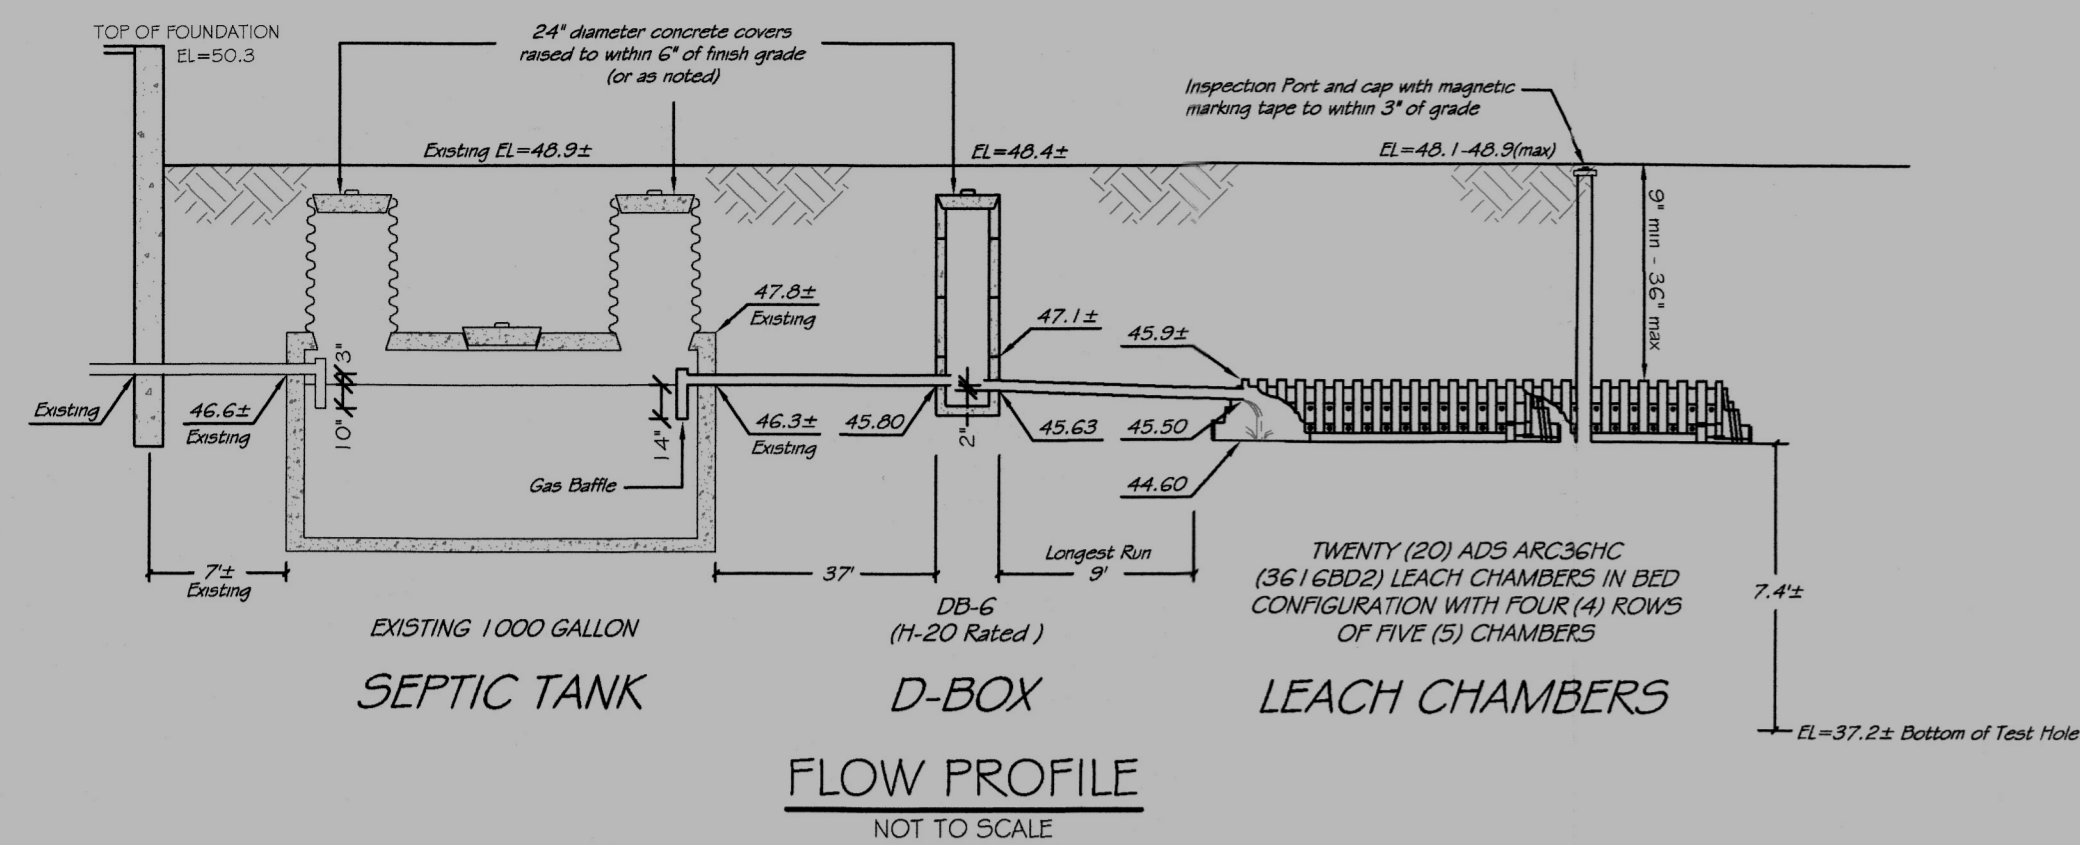 TOP OF FOUNDATION
EL=50.3
24" diameter concrete covers
raised to within 6" of finish grade
(or as noted)
Inspection Port and cap with magnetic
marking tape to within 3" of grade
Existing EL=48.9±
EL=48.4±
EL=48.1-48.9(max)
9" min - 36" max
47.8±
Existing
47.1±
45.9±
3"
10"
14"
2"
Existing
46.6±
Existing
46.3±
Existing
45.80
45.63
45.50
44.60
Gas Baffle
7'±
Existing
37'
Longest Run
9'
7.4'±
EXISTING 1000 GALLON
SEPTIC TANK
DB-6
(H-20 Rated )
D-BOX
TWENTY (20) ADS ARC36HC
(3616BD2) LEACH CHAMBERS IN BED
CONFIGURATION WITH FOUR (4) ROWS
OF FIVE (5) CHAMBERS
LEACH CHAMBERS
EL=37.2± Bottom of Test Hole
FLOW PROFILE
NOT TO SCALE